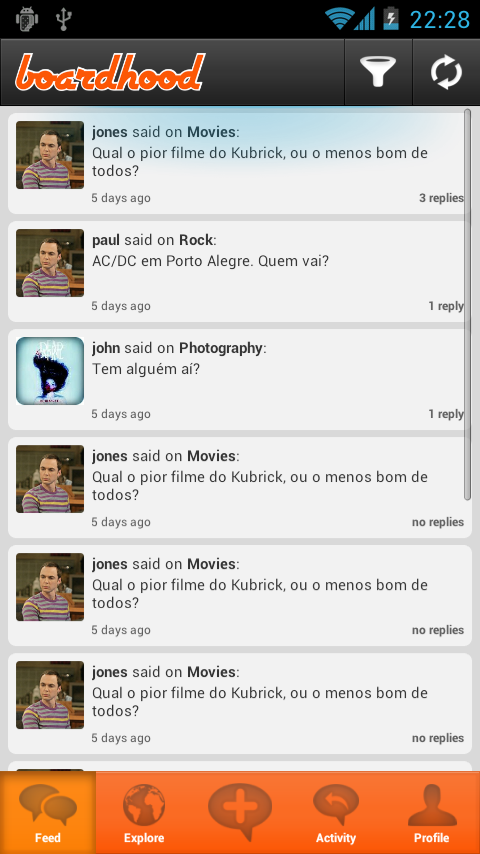 22:28
boardhood
jones said on Movies:
Qual o pior filme do Kubrick, ou o menos bom de
todos?
5 days ago
3 replies
paul said on Rock:
AC/DC em Porto Alegre. Quem vai?
5 days ago
1 reply
john said on Photography:
Tem alguém aí?
5 days ago
1 reply
jones said on Movies:
Qual o pior filme do Kubrick, ou o menos bom de
todos?
5 days ago
no replies
jones said on Movies:
Qual o pior filme do Kubrick, ou o menos bom de
todos?
5 days ago
no replies
jones said on Movies:
Qual o pior filme do Kubrick, ou o menos bom de
todos?
5 days ago
no replies
Feed
Explore
Activity
Profile